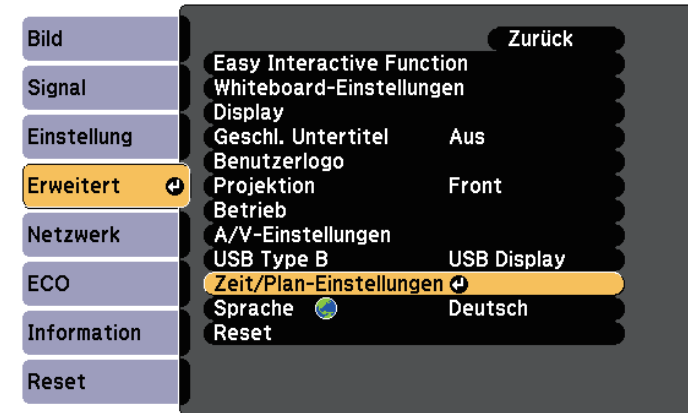 Bild
Signal
Einstellung
Erweitert
Netzwerk
ECO
Information
Reset
Zurück
Easy Interactive Function
Whiteboard-Einstellungen
Display
Geschl. Untertitel Aus
Benutzerlogo
Projektion Front
Betrieb
A/V-Einstellungen
USB Type B USB Display
Zeit/Plan-Einstellungen
Sprache Deutsch
Reset